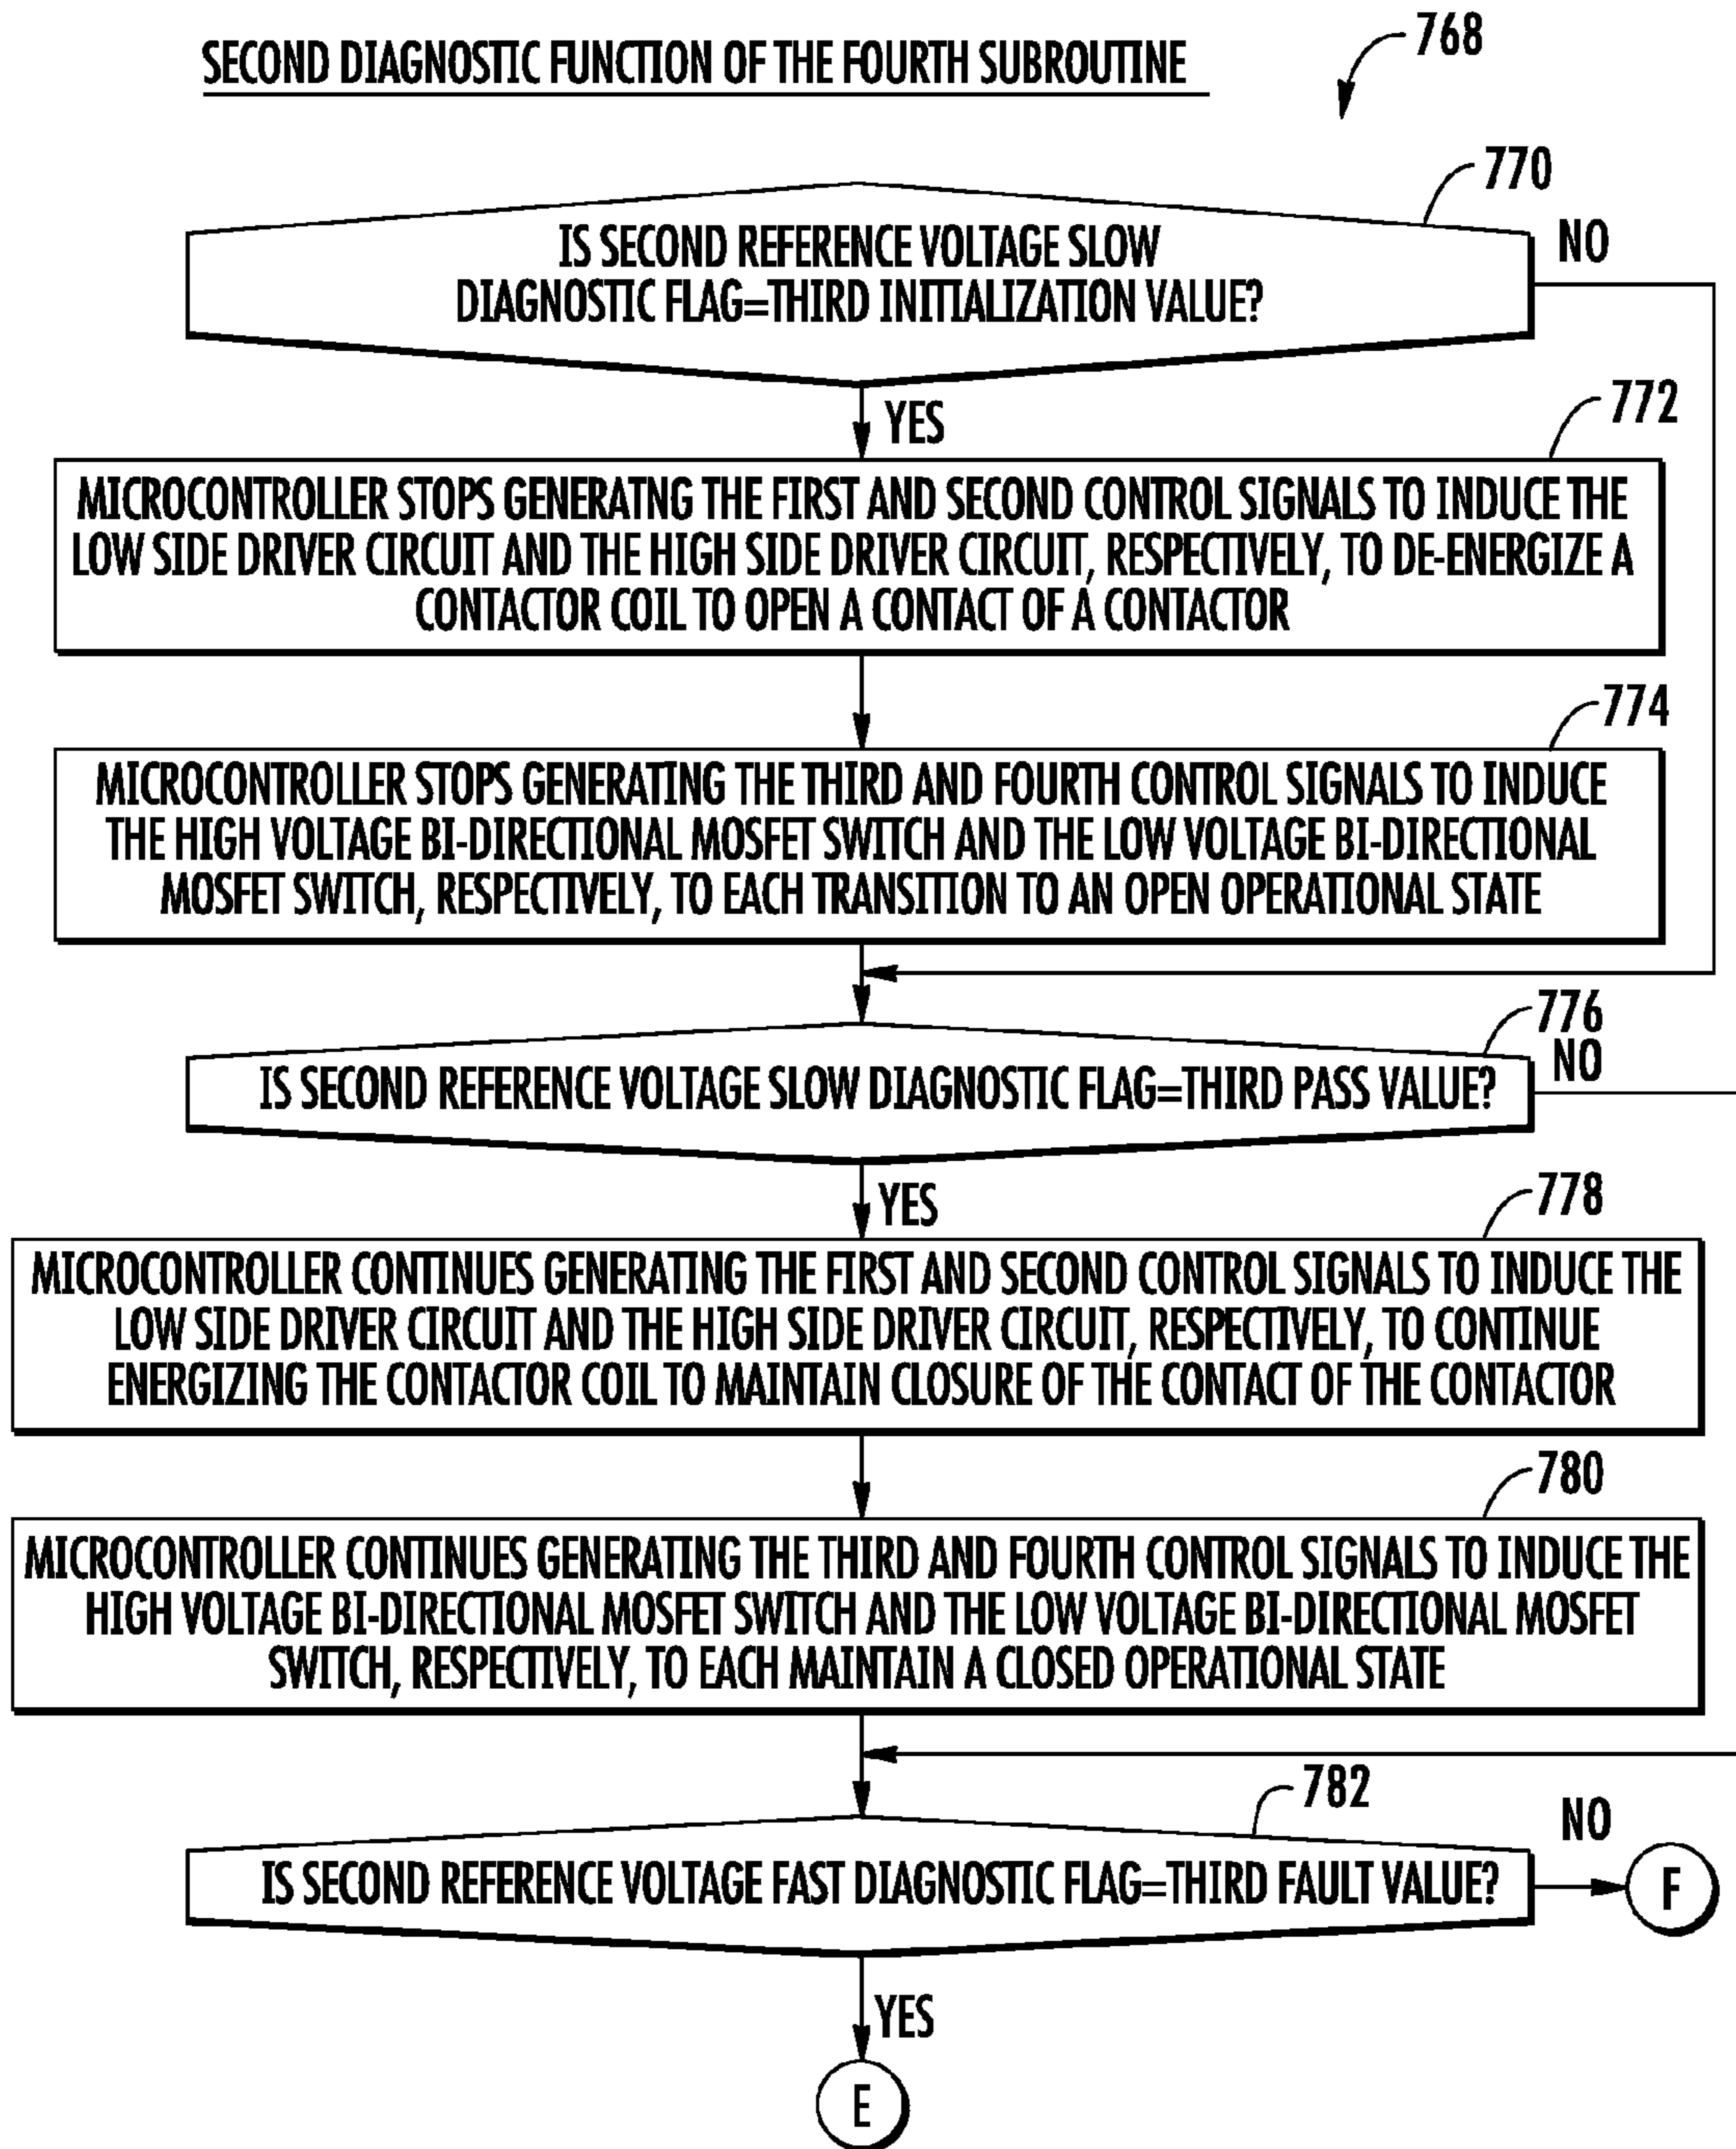 SECOND DIAGNOSTIC FUNCTION OF THE FOURTH SUBROUTINE
768
770
IS SECOND REFERENCE VOLTAGE SLOW
DIAGNOSTIC FLAG=THIRD INITIALIZATION VALUE?
NO
YES
772
MICROCONTROLLER STOPS GENERATNG THE FIRST AND SECOND CONTROL SIGNALS TO INDUCE THE
LOW SIDE DRIVER CIRCUIT AND THE HIGH SIDE DRIVER CIRCUIT, RESPECTIVELY, TO DE-ENERGIZE A
CONTACTOR COIL TO OPEN A CONTACT OF A CONTACTOR
774
MICROCONTROLLER STOPS GENERATING THE THIRD AND FOURTH CONTROL SIGNALS TO INDUCE
THE HIGH VOLTAGE BI-DIRECTIONAL MOSFET SWITCH AND THE LOW VOLTAGE BI-DIRECTIONAL
MOSFET SWITCH, RESPECTIVELY, TO EACH TRANSITION TO AN OPEN OPERATIONAL STATE
776
NO
IS SECOND REFERENCE VOLTAGE SLOW DIAGNOSTIC FLAG=THIRD PASS VALUE?
YES
778
MICROCONTROLLER CONTINUES GENERATING THE FIRST AND SECOND CONTROL SIGNALS TO INDUCE THE
LOW SIDE DRIVER CIRCUIT AND THE HIGH SIDE DRIVER CIRCUIT, RESPECTIVELY, TO CONTINUE
ENERGIZING THE CONTACTOR COIL TO MAINTAIN CLOSURE OF THE CONTACT OF THE CONTACTOR
780
MICROCONTROLLER CONTINUES GENERATING THE THIRD AND FOURTH CONTROL SIGNALS TO INDUCE THE
HIGH VOLTAGE BI-DIRECTIONAL MOSFET SWITCH AND THE LOW VOLTAGE BI-DIRECTIONAL MOSFET
SWITCH, RESPECTIVELY, TO EACH MAINTAIN A CLOSED OPERATIONAL STATE
782
NO
IS SECOND REFERENCE VOLTAGE FAST DIAGNOSTIC FLAG=THIRD FAULT VALUE?
F
YES
E